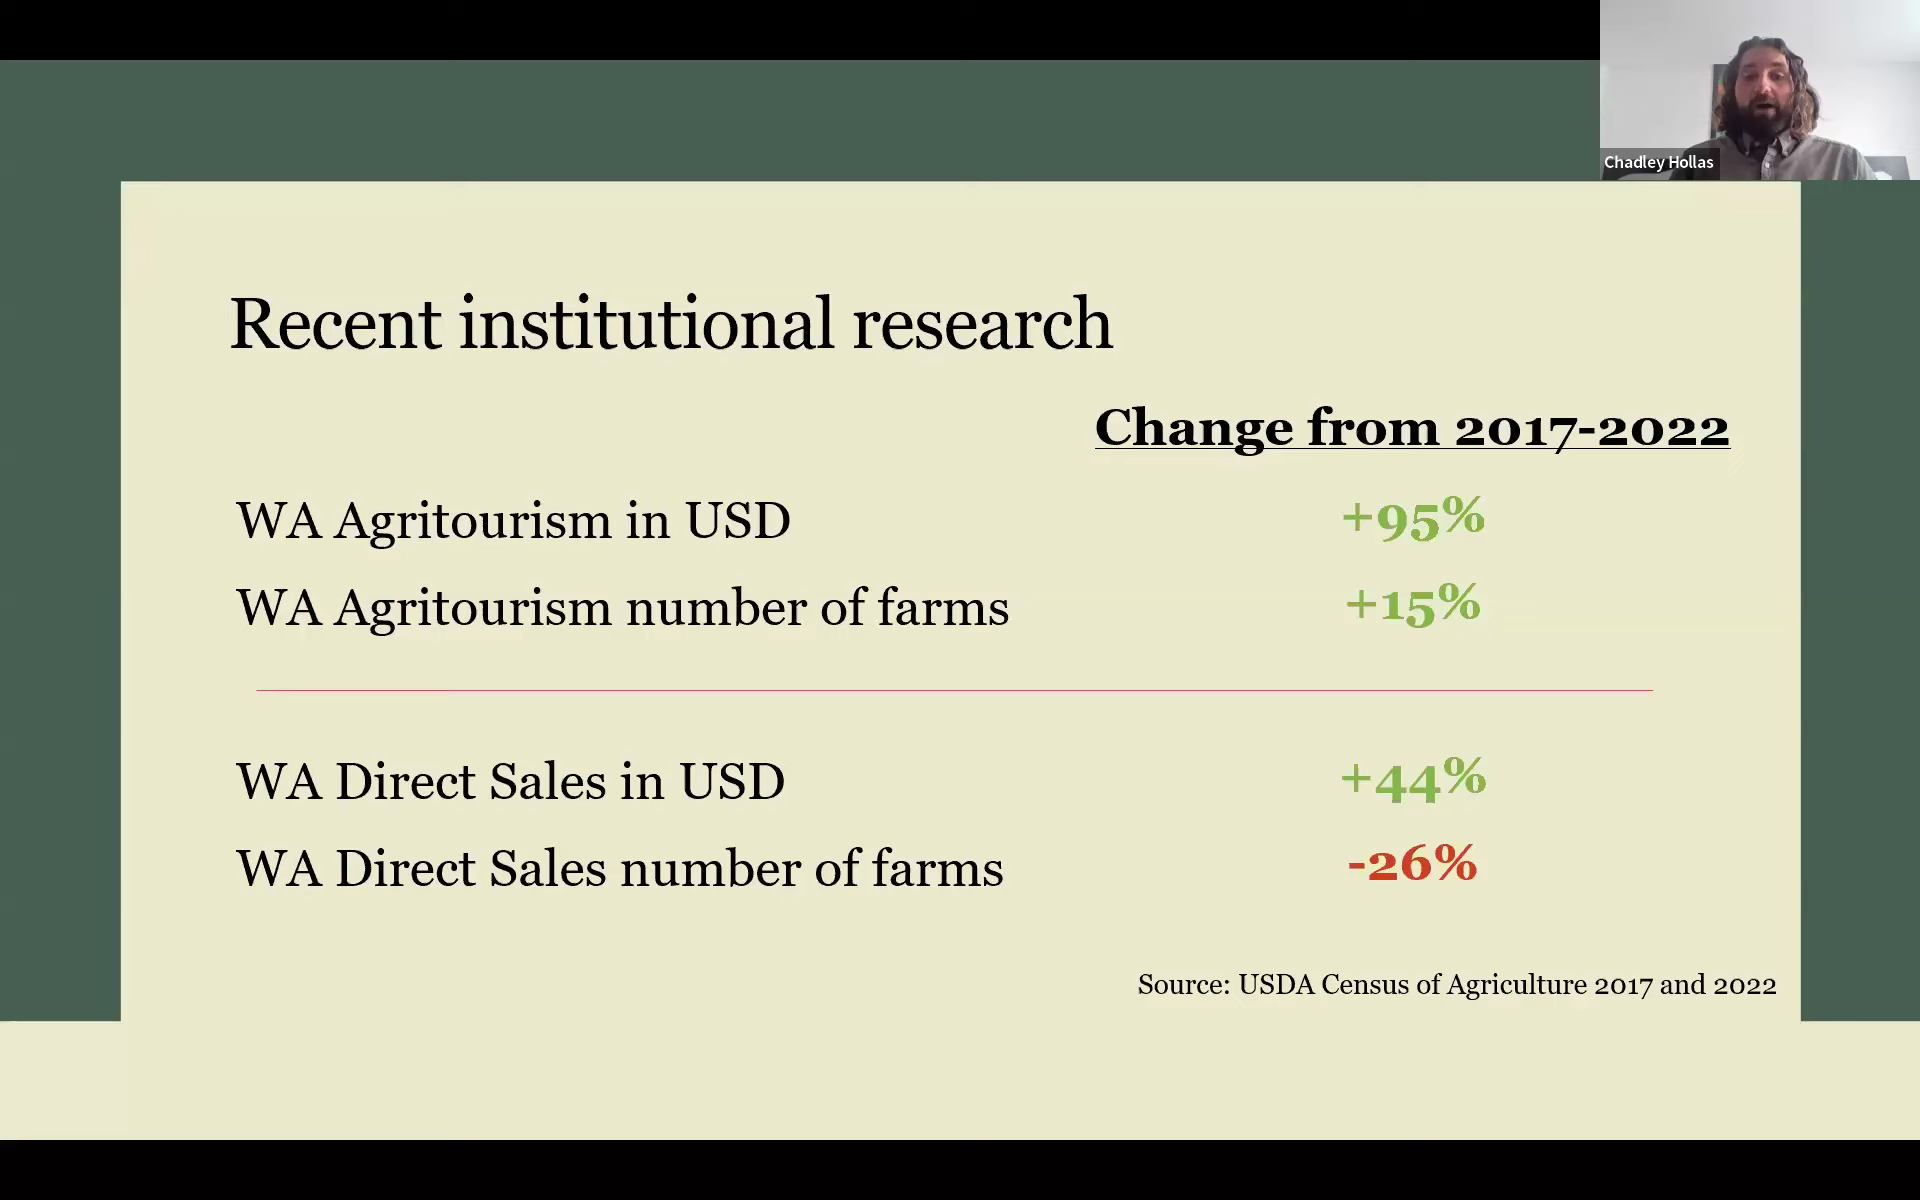 Chadley Hollas
Recent institutional research
Change from 2017-2022
WA Agritourism in USD +95%
WA Agritourism number of farms +15%
WA Direct Sales in USD +44%
WA Direct Sales number of farms -26%
Source: USDA Census of Agriculture 2017 and 2022